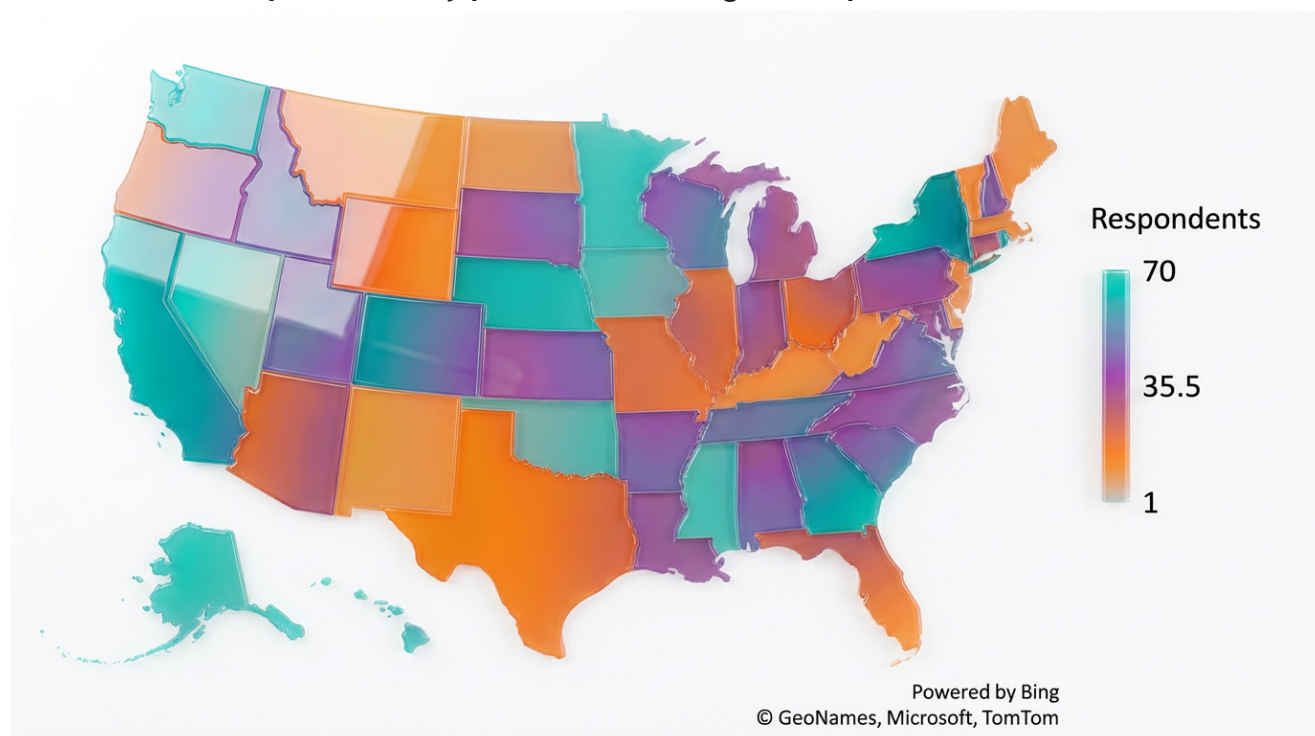 Respondents
70
35.5
1
Powered by Bing
© GeoNames, Microsoft, TomTom